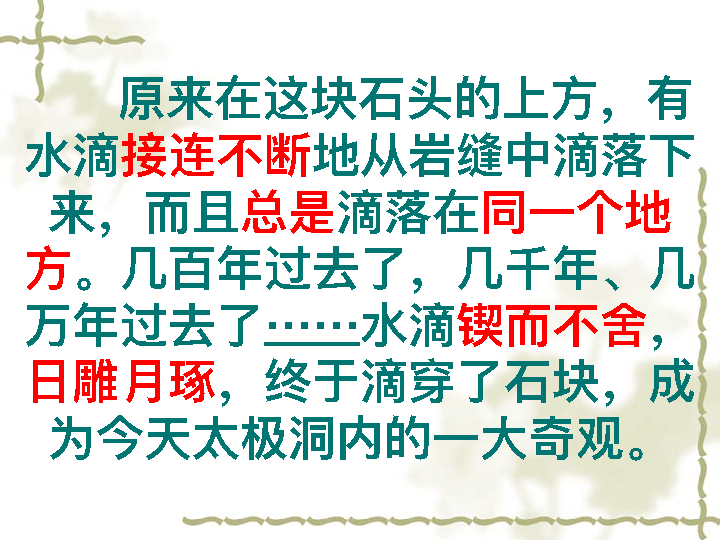 原来在这块石头的上方，有
水滴接连不断地从岩缝中滴落下
来，而且总是滴落在同一个地
方。几百年过去了，几千年、几
万年过去了……水滴锲而不舍，
日雕月琢，终于滴穿了石块，成
为今天太极洞内的一大奇观。